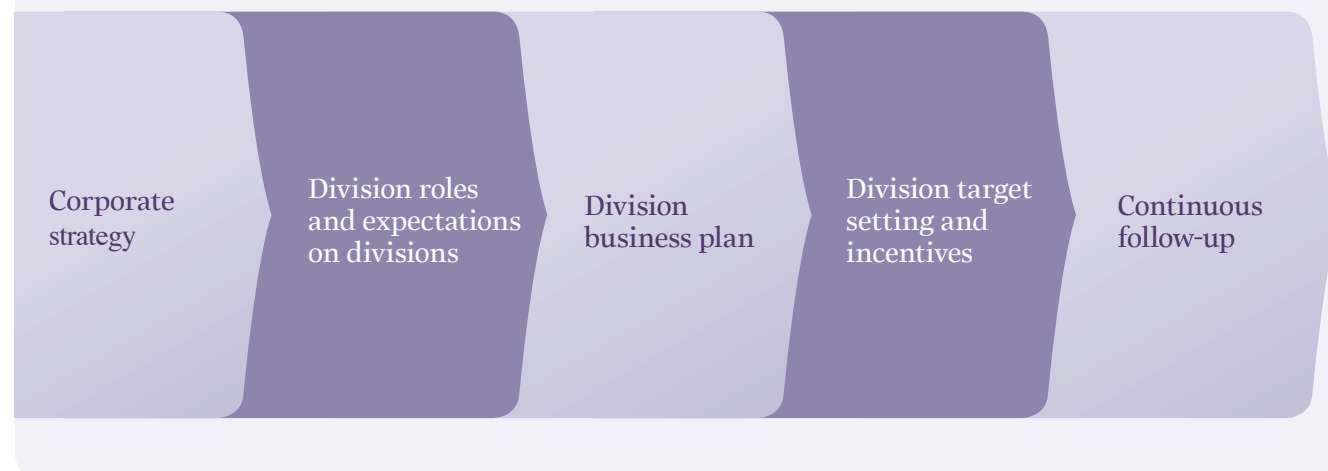 Corporate
strategy
Division roles
and expectations
on divisions
Division
business plan
Division target
setting and
incentives
Continuous
follow-up